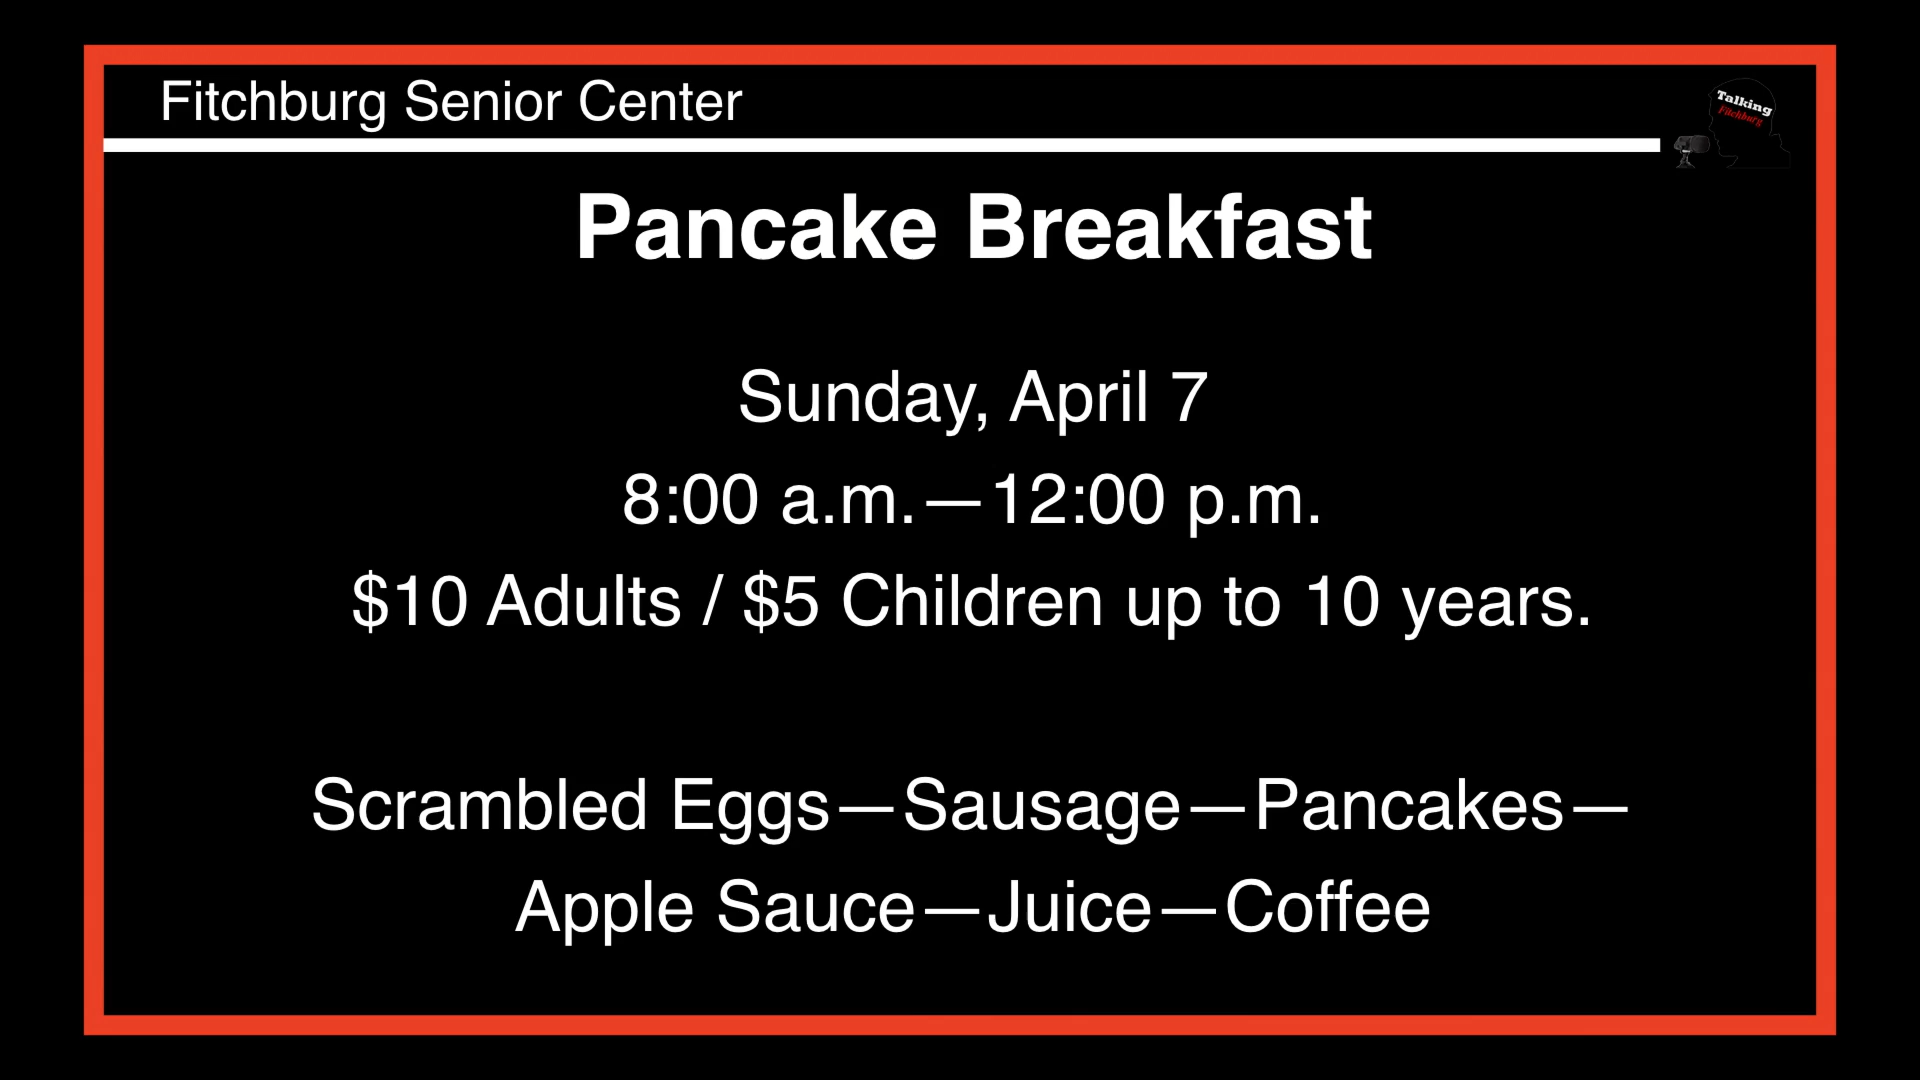 Fitchburg Senior Center
Talking
Fitchburg
Pancake Breakfast
Sunday, April 7
8:00 a.m.—12:00 p.m.
$10 Adults / $5 Children up to 10 years.
Scrambled Eggs—Sausage—Pancakes—
Apple Sauce—Juice—Coffee